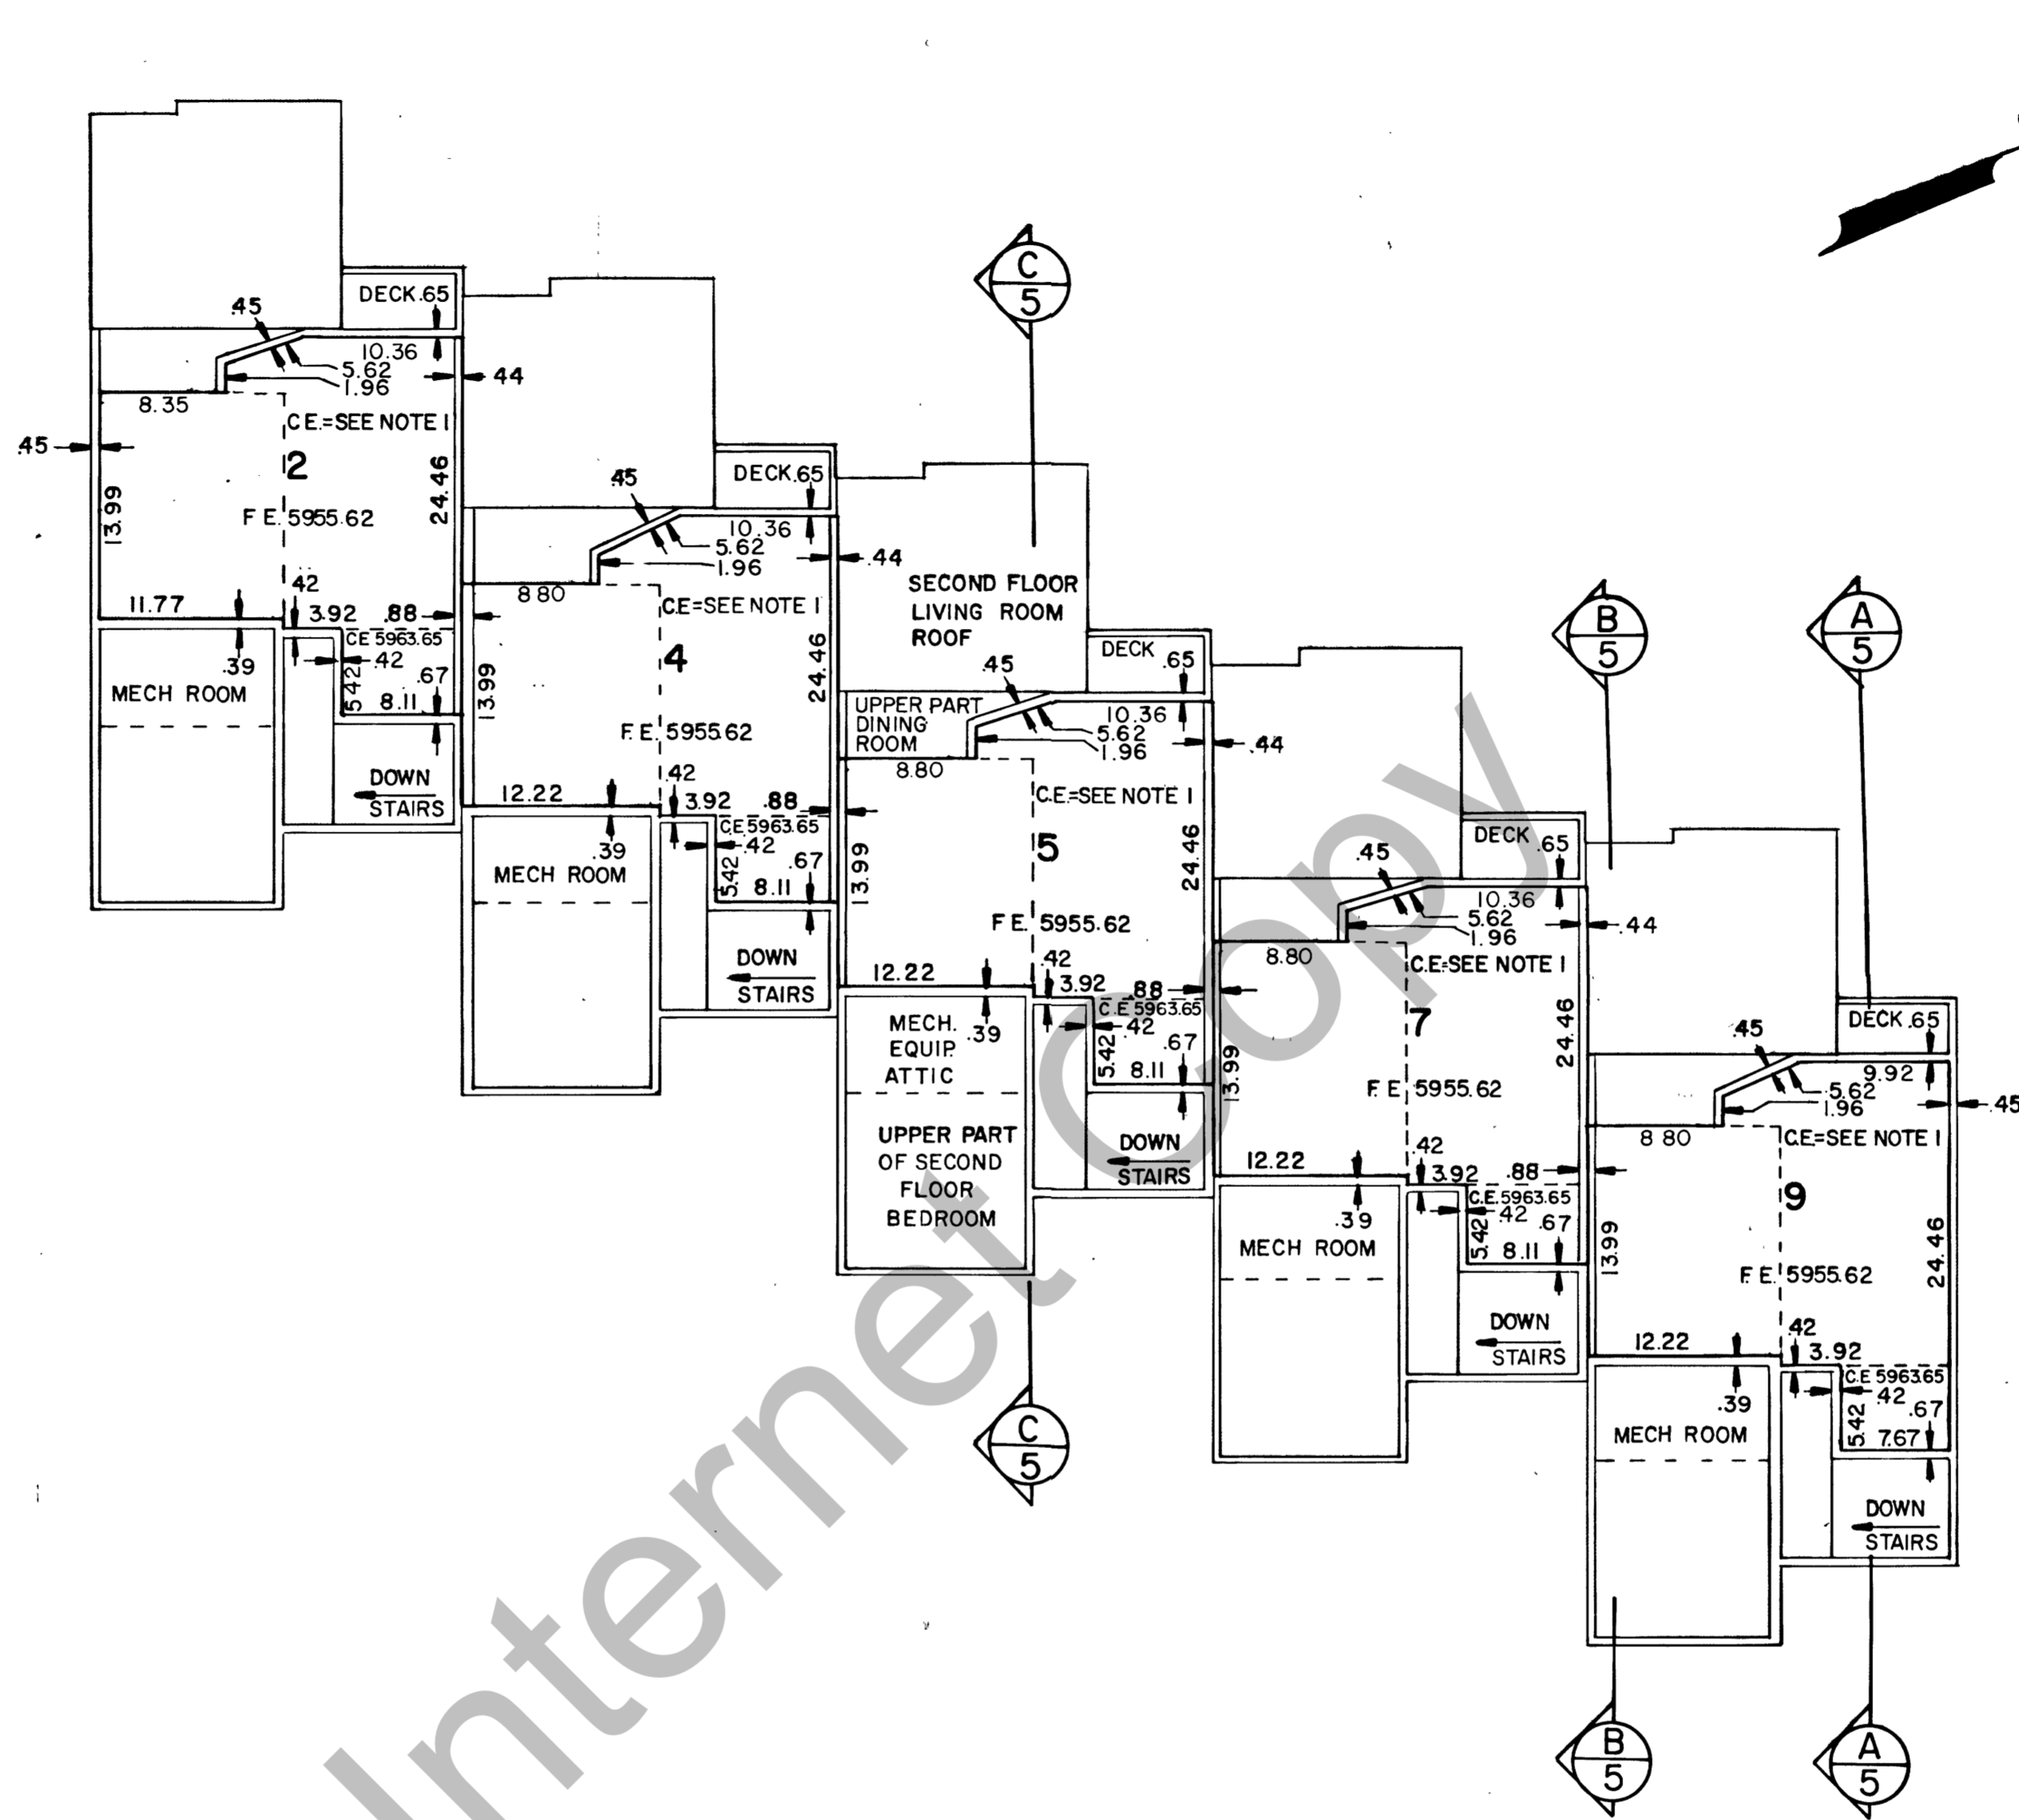 DECK .65
.45
10.36
5.62
1.96
.44
8.35
C.E.=SEE NOTE 1
.45
2
13.99
24.46
F.E. 5955.62
.42
11.77
3.92
.88
C.E. 5963.65
.42
.39
5.42
.67
8.11
MECH ROOM
DOWN
STAIRS
DECK .65
.45
10.36
5.62
1.96
.44
8.80
C.E.=SEE NOTE 1
4
13.99
24.46
F.E. 5955.62
.42
12.22
3.92
.88
C.E. 5963.65
.42
.39
5.42
.67
8.11
MECH ROOM
DOWN
STAIRS
C
5
SECOND FLOOR
LIVING ROOM
ROOF
DECK
.65
.45
UPPER PART
DINING
ROOM
10.36
5.62
1.96
.44
8.80
C.E.=SEE NOTE 1
5
13.99
24.46
F.E. 5955.62
.42
12.22
3.92
.88
C.E. 5963.65
.42
.39
5.42
.67
8.11
MECH.
EQUIP.
ATTIC
UPPER PART
OF SECOND
FLOOR
BEDROOM
DOWN
STAIRS
C
5
B
5
DECK .65
.45
10.36
5.62
1.96
.44
8.80
C.E.=SEE NOTE 1
7
13.99
24.46
F.E. 5955.62
.42
12.22
3.92
.88
C.E. 5963.65
.42
.39
5.42
.67
8.11
MECH ROOM
DOWN
STAIRS
A
5
DECK .65
.45
9.92
5.62
1.96
.45
8.80
C.E.=SEE NOTE 1
9
13.99
24.46
F.E. 5955.62
.42
12.22
3.92
C.E. 5963.65
.42
.39
5.42
.67
7.67
MECH ROOM
DOWN
STAIRS
B
5
A
5
Internet Copy